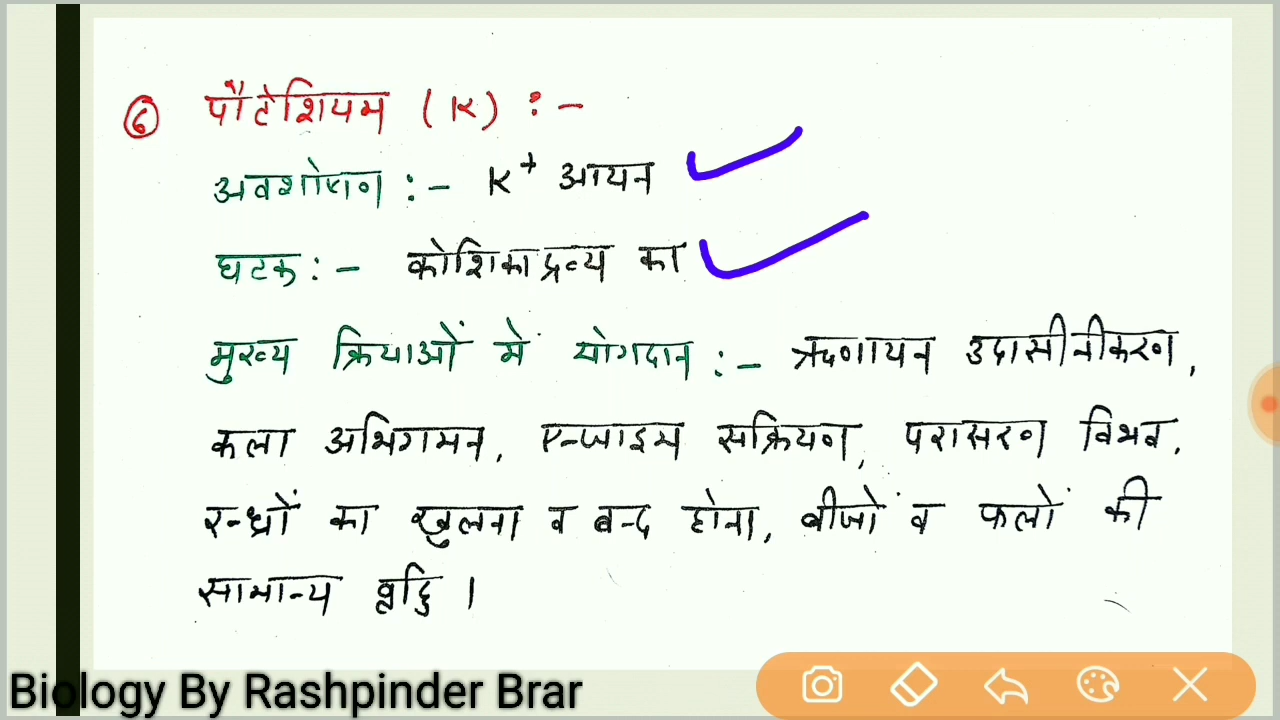 ⑥ पौटेशियम (K) :-
अवशोषण :- K⁺ आयन
घटक :- कोशिकाद्रव्य का
मुख्य क्रियाओं में योगदान :- ऋणायन उदासीनीकरण,
कला अभिगमन, एन्जाइम सक्रियण, परासरण विभव,
रन्ध्रों का खुलना व बन्द होना, बीजों व फलों की
सामान्य वृद्धि ।
Biology By Rashpinder Brar